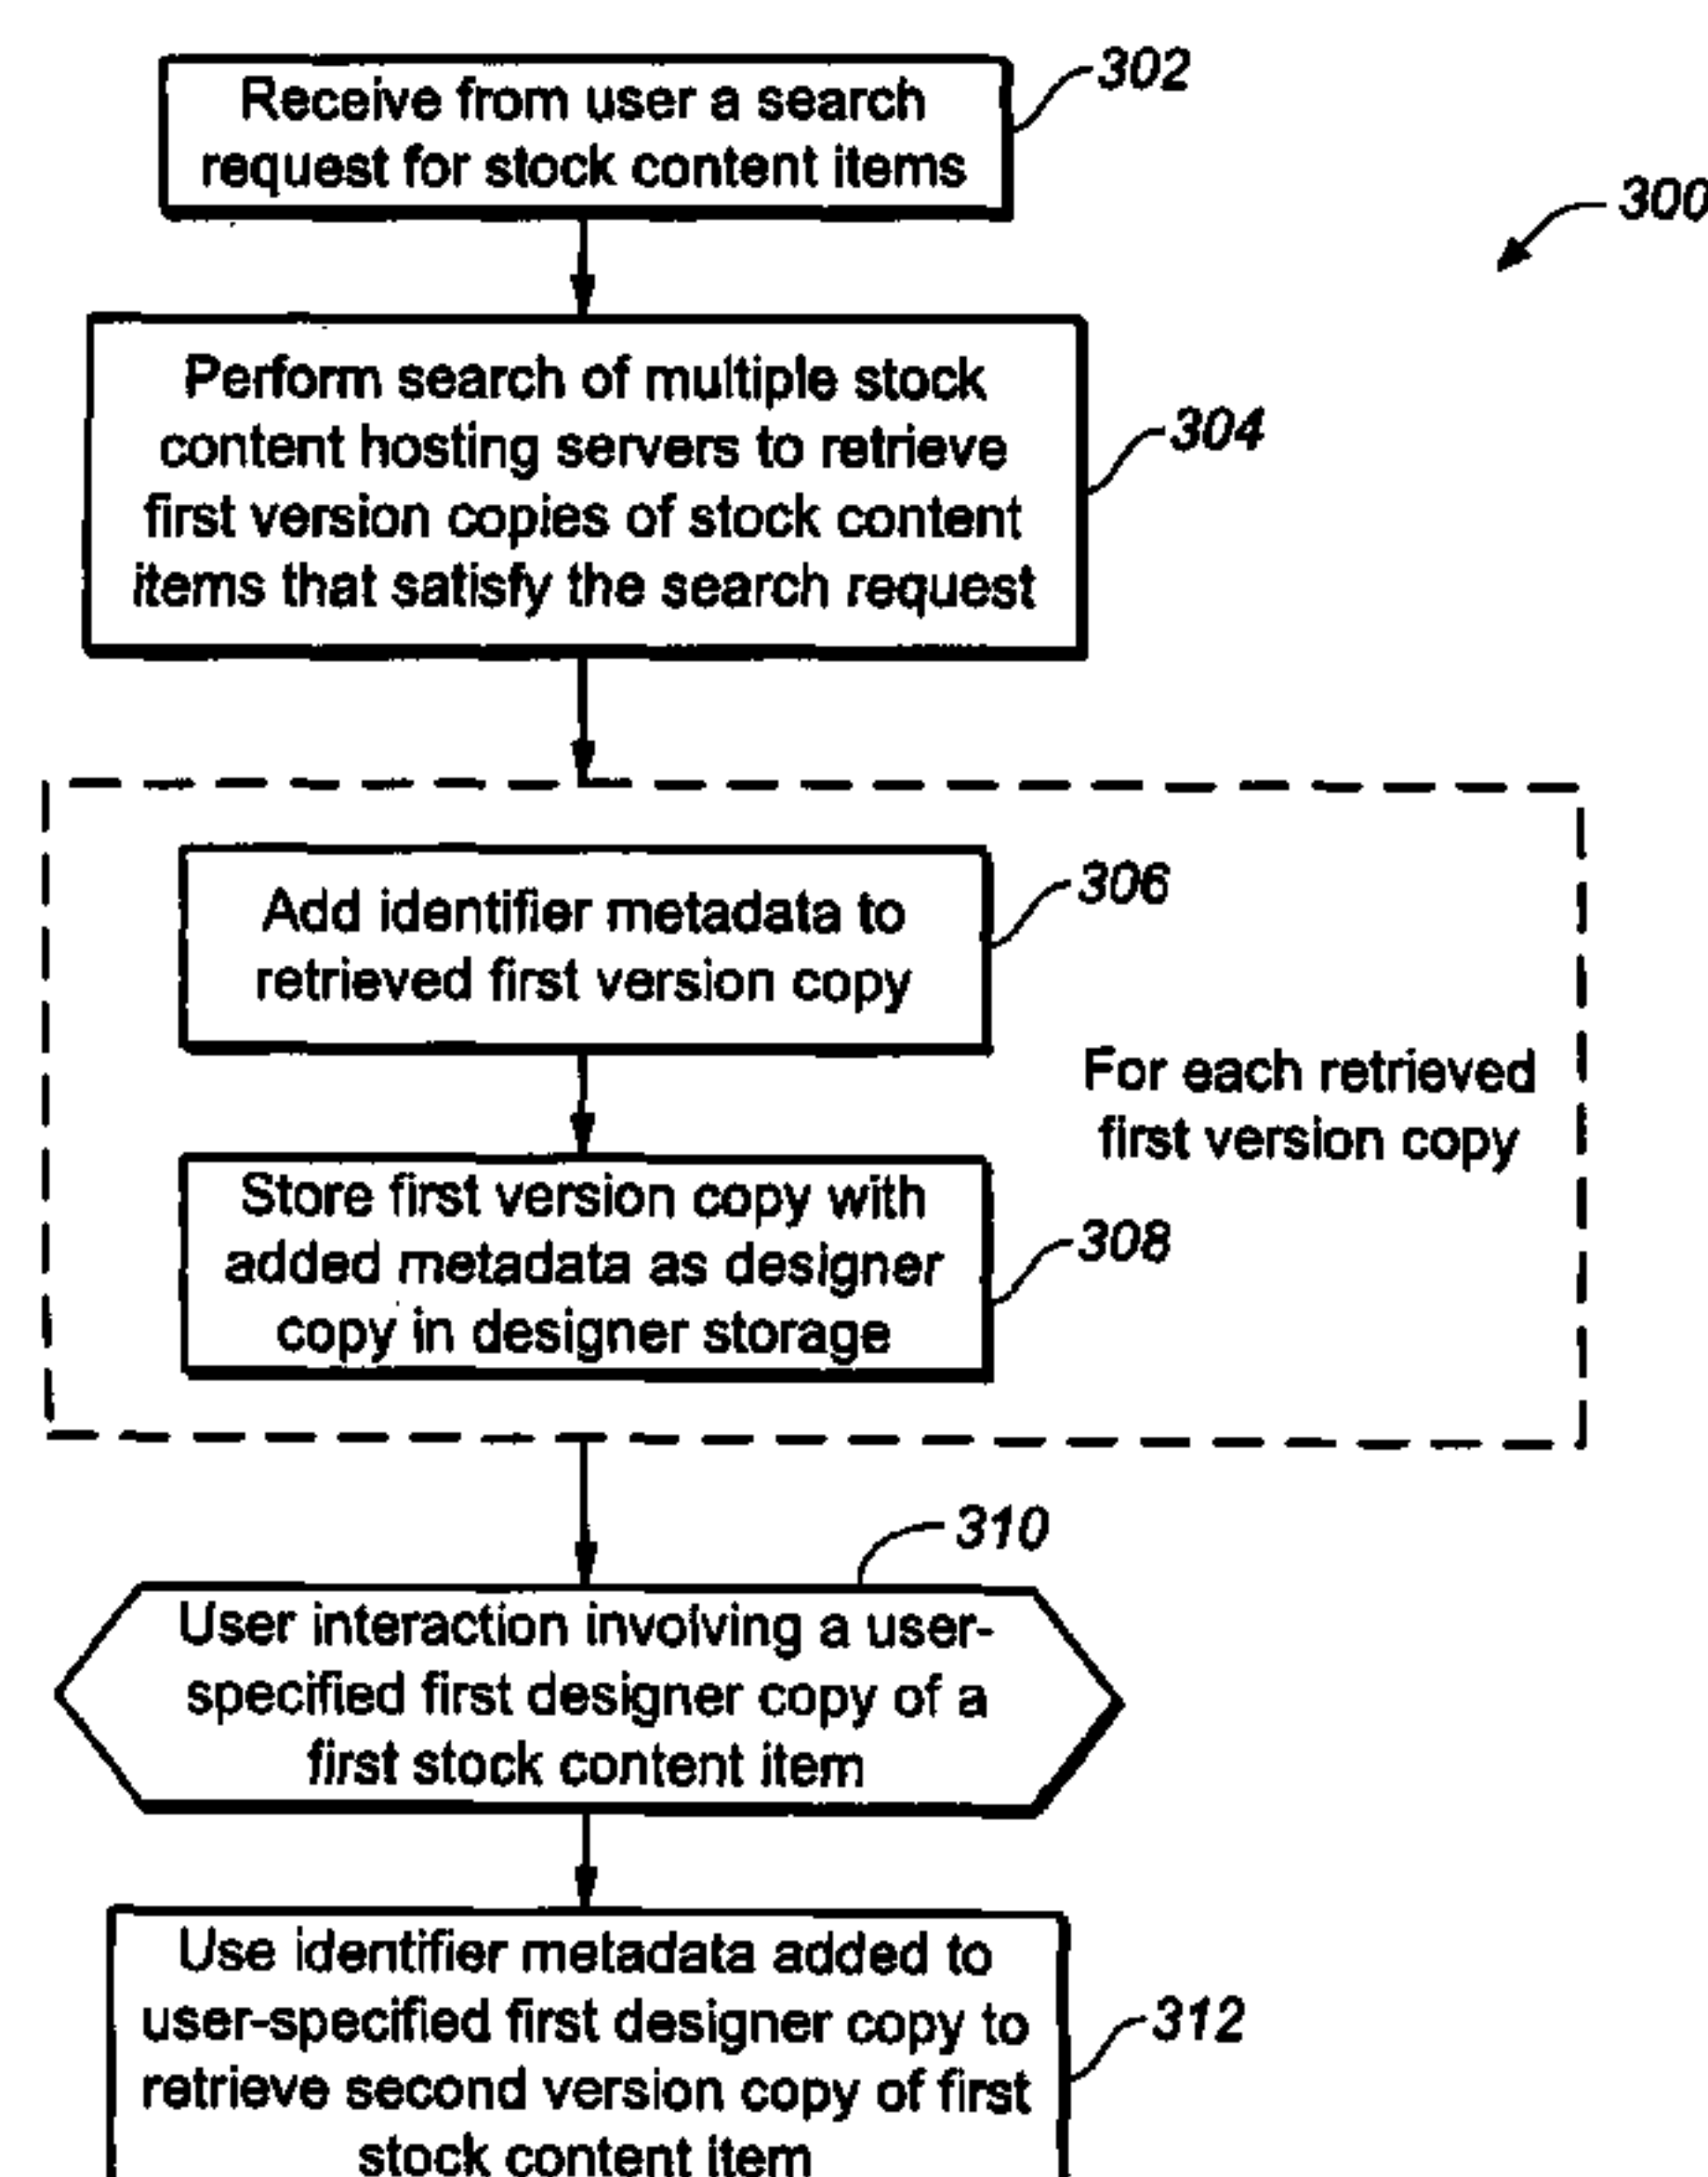 Receive from user a search
request for stock content items
302
300
Perform search of multiple stock
content hosting servers to retrieve
first version copies of stock content
items that satisfy the search request
304
Add identifier metadata to
retrieved first version copy
306
For each retrieved
first version copy
Store first version copy with
added metadata as designer
copy in designer storage
308
310
User interaction involving a user-
specified first designer copy of a
first stock content item
Use identifier metadata added to
user-specified first designer copy to
retrieve second version copy of first
stock content item
312